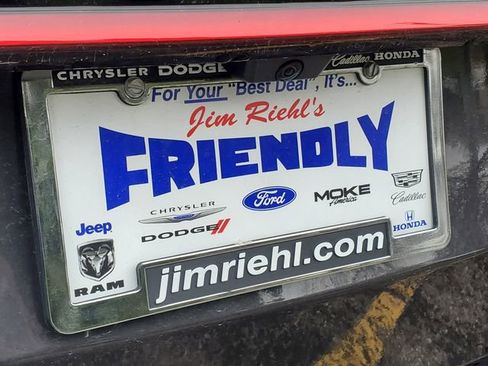 CHRYSLER DODGE Cadillac HONDA
For Your "Best Deal", It's...
Jim Riehl's
FRIENDLY
Jeep CHRYSLER Ford MOKE America Cadillac
RAM DODGE HONDA
jimriehl.com